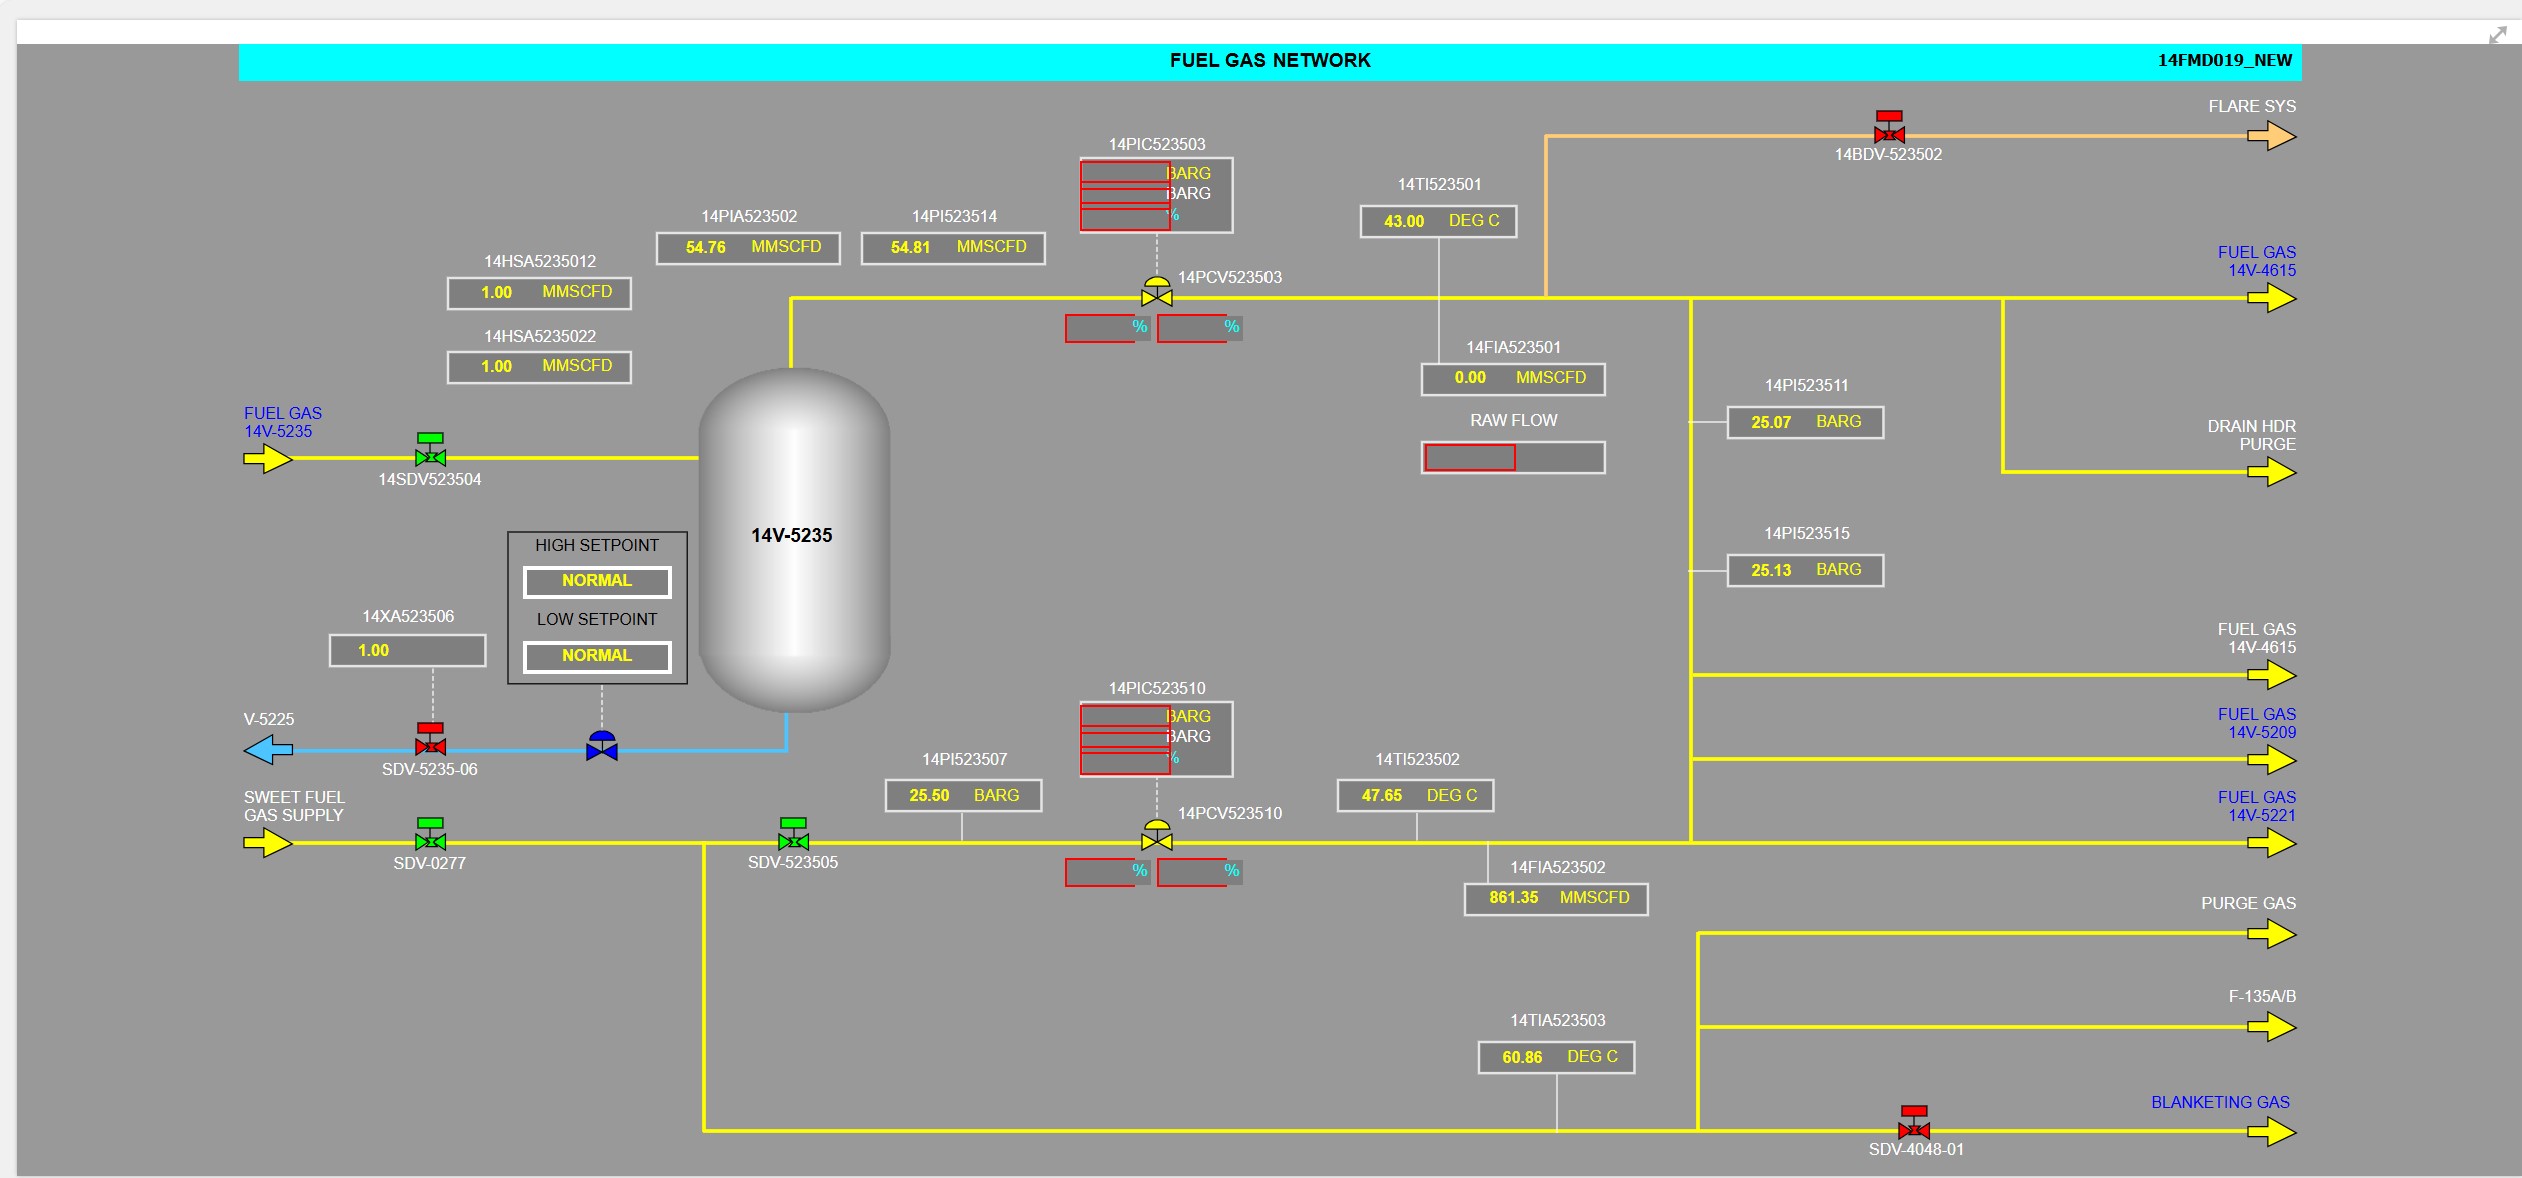 FUEL GAS NETWORK
14FMD019_NEW
FLARE SYS
14PIC523503
14BDV-523502
BARG
BARG
%
14TI523501
43.00 DEG C
14PIA523502
54.76 MMSCFD
14PI523514
54.81 MMSCFD
14HSA5235012
1.00 MMSCFD
14PCV523503
FUEL GAS
14V-4615
% %
14HSA5235022
1.00 MMSCFD
14FIA523501
0.00 MMSCFD
RAW FLOW
14PI523511
25.07 BARG
FUEL GAS
14V-5235
14SDV523504
DRAIN HDR
PURGE
14V-5235
HIGH SETPOINT
NORMAL
LOW SETPOINT
NORMAL
14PI523515
25.13 BARG
14XA523506
1.00
FUEL GAS
14V-4615
V-5225
SDV-5235-06
14PIC523510
BARG
BARG
%
FUEL GAS
14V-5209
14PI523507
25.50 BARG
14TI523502
47.65 DEG C
SWEET FUEL
GAS SUPPLY
SDV-0277
SDV-523505
14PCV523510
% %
FUEL GAS
14V-5221
14FIA523502
861.35 MMSCFD
PURGE GAS
F-135A/B
14TIA523503
60.86 DEG C
BLANKETING GAS
SDV-4048-01